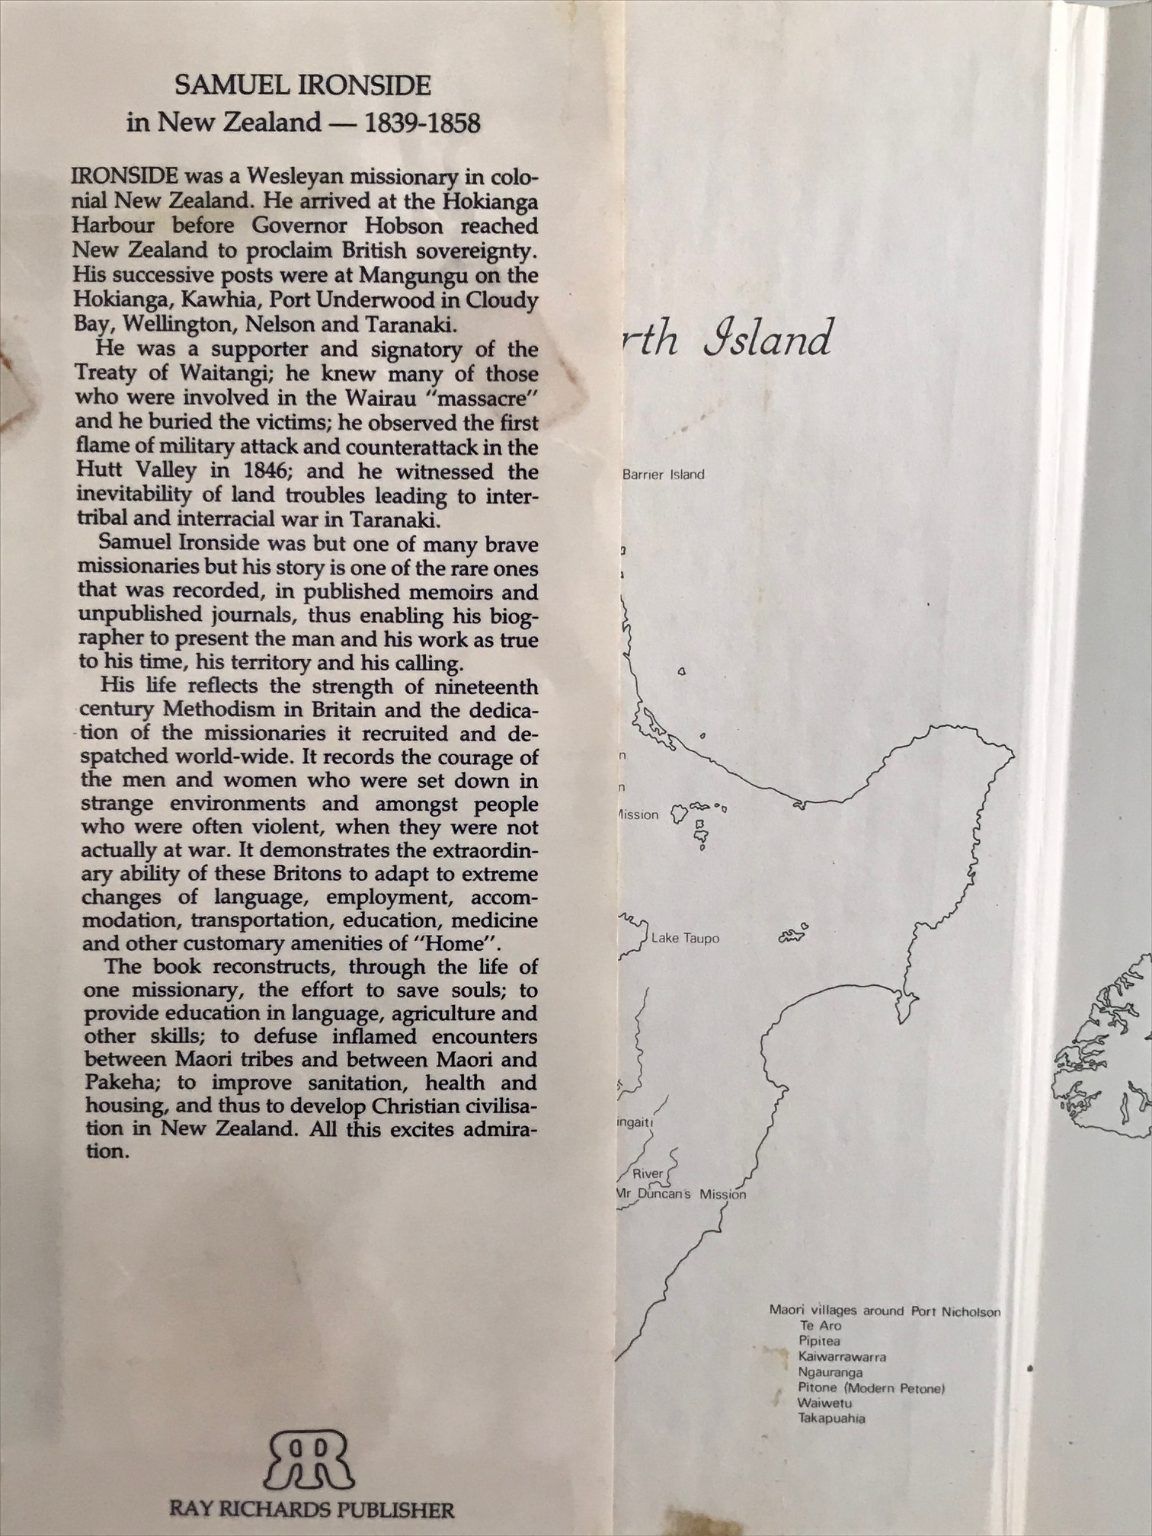 SAMUEL IRONSIDE
in New Zealand — 1839-1858
IRONSIDE was a Wesleyan missionary in colo-
nial New Zealand. He arrived at the Hokianga
Harbour before Governor Hobson reached
New Zealand to proclaim British sovereignty.
His successive posts were at Mangungu on the
Hokianga, Kawhia, Port Underwood in Cloudy
Bay, Wellington, Nelson and Taranaki.
He was a supporter and signatory of the
Treaty of Waitangi; he knew many of those
who were involved in the Wairau "massacre"
and he buried the victims; he observed the first
flame of military attack and counterattack in the
Hutt Valley in 1846; and he witnessed the
inevitability of land troubles leading to inter-
tribal and interracial war in Taranaki.
Samuel Ironside was but one of many brave
missionaries but his story is one of the rare ones
that was recorded, in published memoirs and
unpublished journals, thus enabling his biog-
rapher to present the man and his work as true
to his time, his territory and his calling.
His life reflects the strength of nineteenth
century Methodism in Britain and the dedica-
tion of the missionaries it recruited and de-
spatched world-wide. It records the courage of
the men and women who were set down in
strange environments and amongst people
who were often violent, when they were not
actually at war. It demonstrates the extraordin-
ary ability of these Britons to adapt to extreme
changes of language, employment, accom-
modation, transportation, education, medicine
and other customary amenities of "Home".
The book reconstructs, through the life of
one missionary, the effort to save souls; to
provide education in language, agriculture and
other skills; to defuse inflamed encounters
between Maori tribes and between Maori and
Pakeha; to improve sanitation, health and
housing, and thus to develop Christian civilisa-
tion in New Zealand. All this excites admira-
tion.
RR
RAY RICHARDS PUBLISHER
rth Island
Barrier Island
n
n
Mission
Lake Taupo
ingaiti
River
Mr Duncan's Mission
Maori villages around Port Nicholson
Te Aro
Pipitea
Kaiwarrawarra
Ngauranga
Pitone (Modern Petone)
Waiwetu
Takapuahia